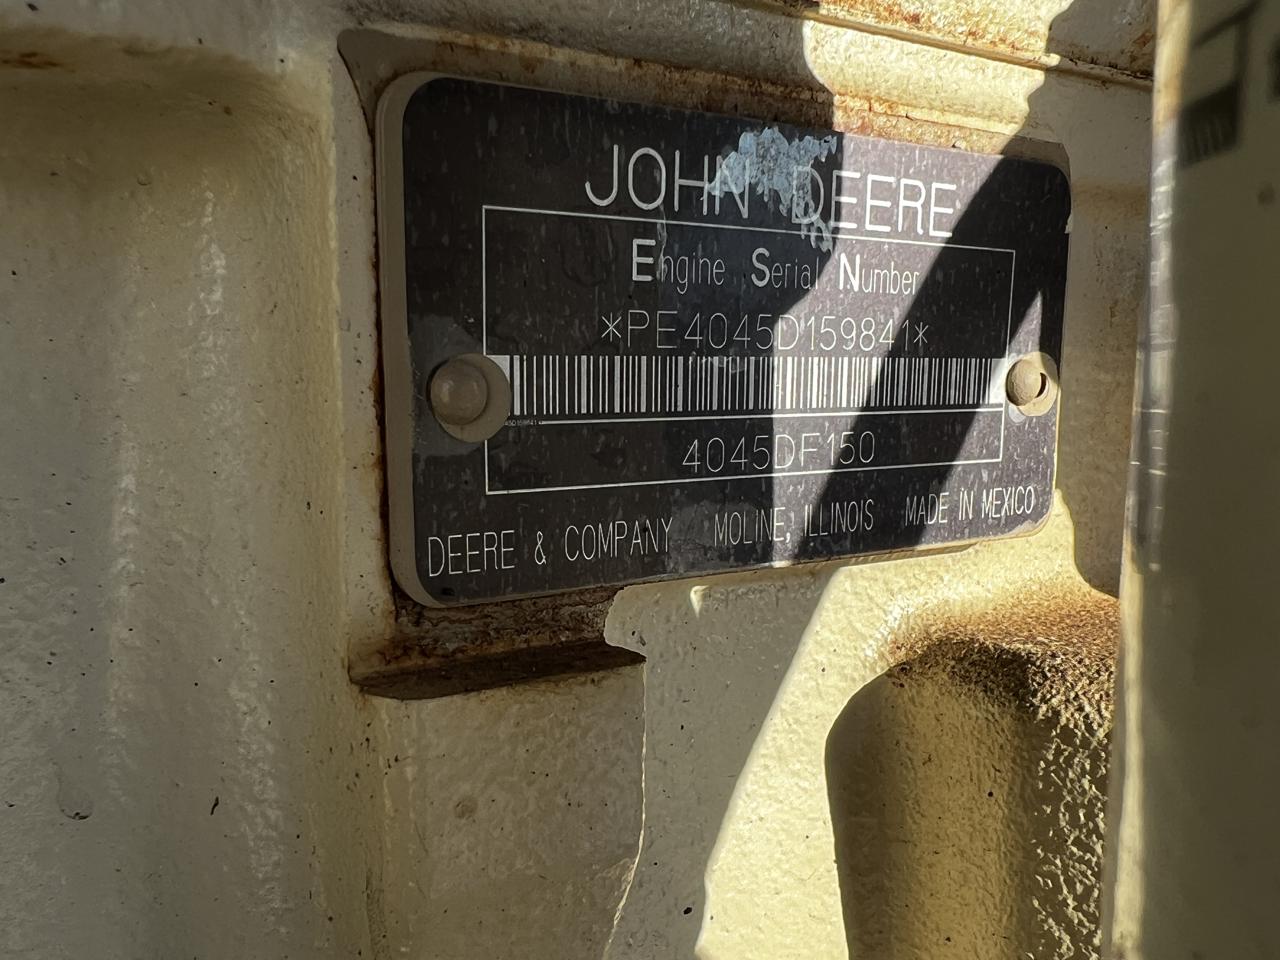 JOHN DEERE
Engine Serial Number
*PE4045D159841*
4045DF150
DEERE & COMPANY MOLINE, ILLINOIS MADE IN MEXICO